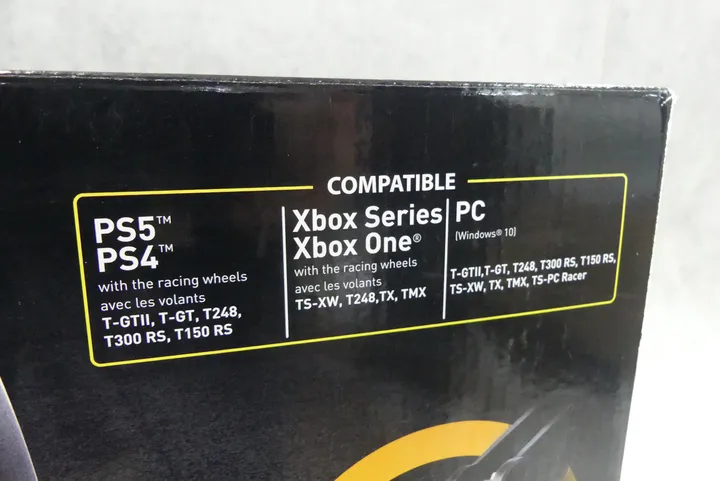 COMPATIBLE
PS5™
PS4™
with the racing wheels
avec les volants
T-GTII, T-GT, T248,
T300 RS, T150 RS
Xbox Series
Xbox One®
with the racing wheels
avec les volants
TS-XW, T248,TX, TMX
PC
(Windows® 10)
T-GTII,T-GT, T248, T300 RS, T150 RS,
TS-XW, TX, TMX, TS-PC Racer